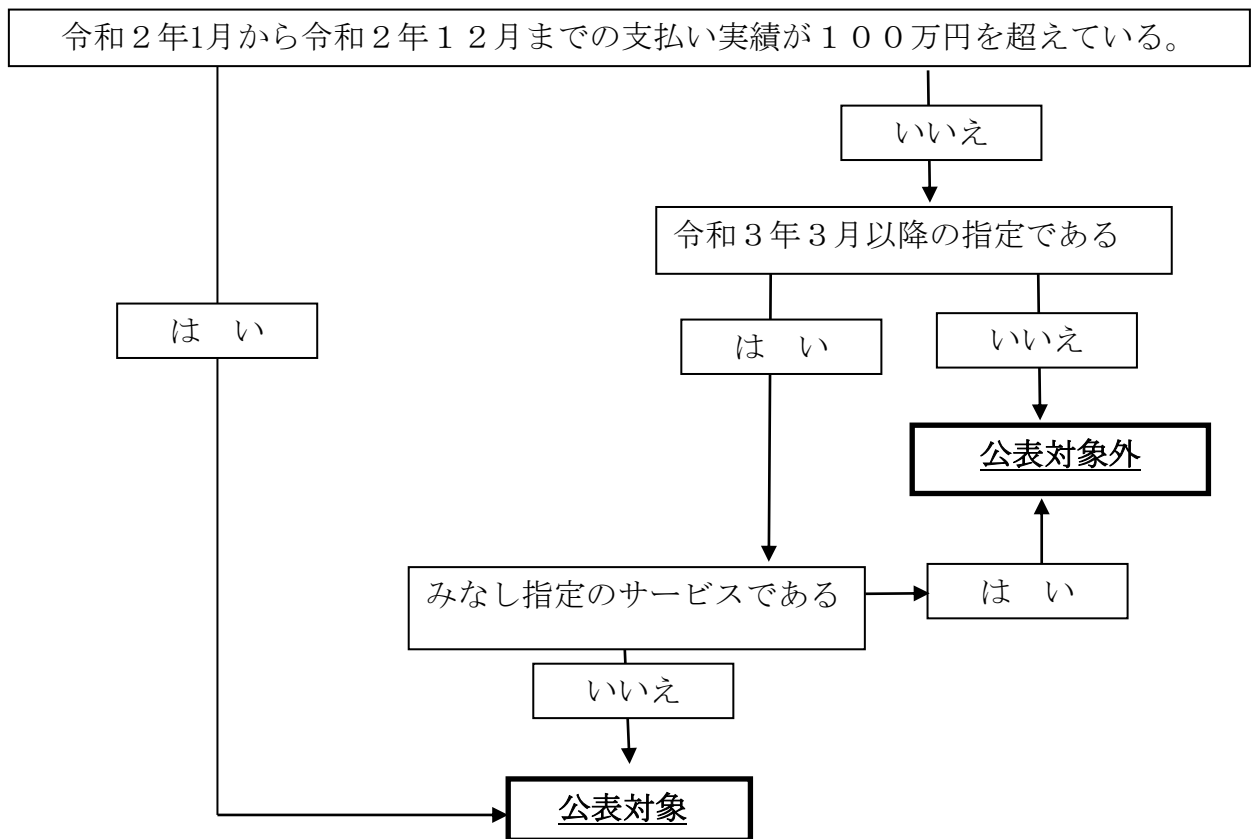 令和２年1月から令和２年１２月までの支払い実績が１００万円を超えている。
いいえ
令和３年３月以降の指定である
は　い
は　い
いいえ
公表対象外
みなし指定のサービスである
は　い
いいえ
公表対象